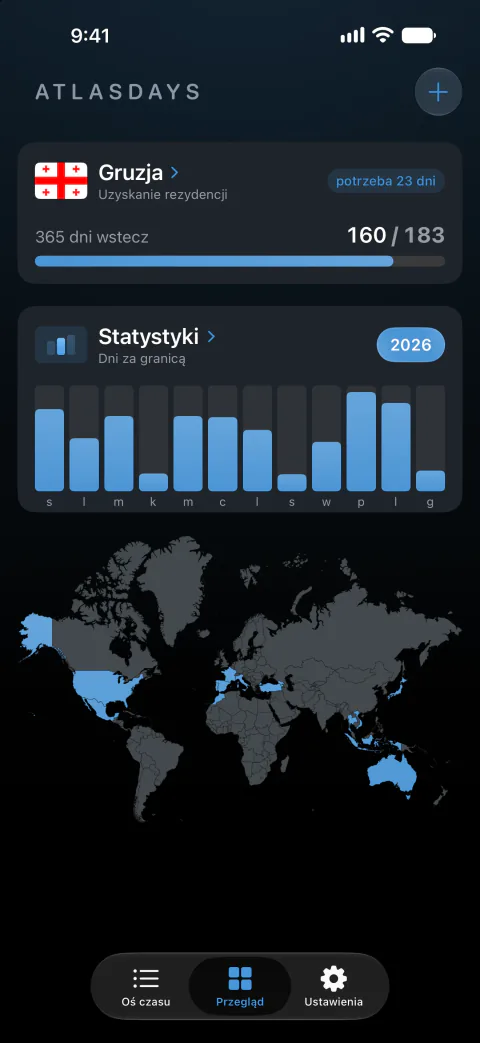 9:41
ATLASDAYS
Gruzja
Uzyskanie rezydencji
potrzeba 23 dni
365 dni wstecz
160 / 183
Statystyki
Dni za granicą
2026
s l m k m c l s w p l g
Oś czasu
Przegląd
Ustawienia